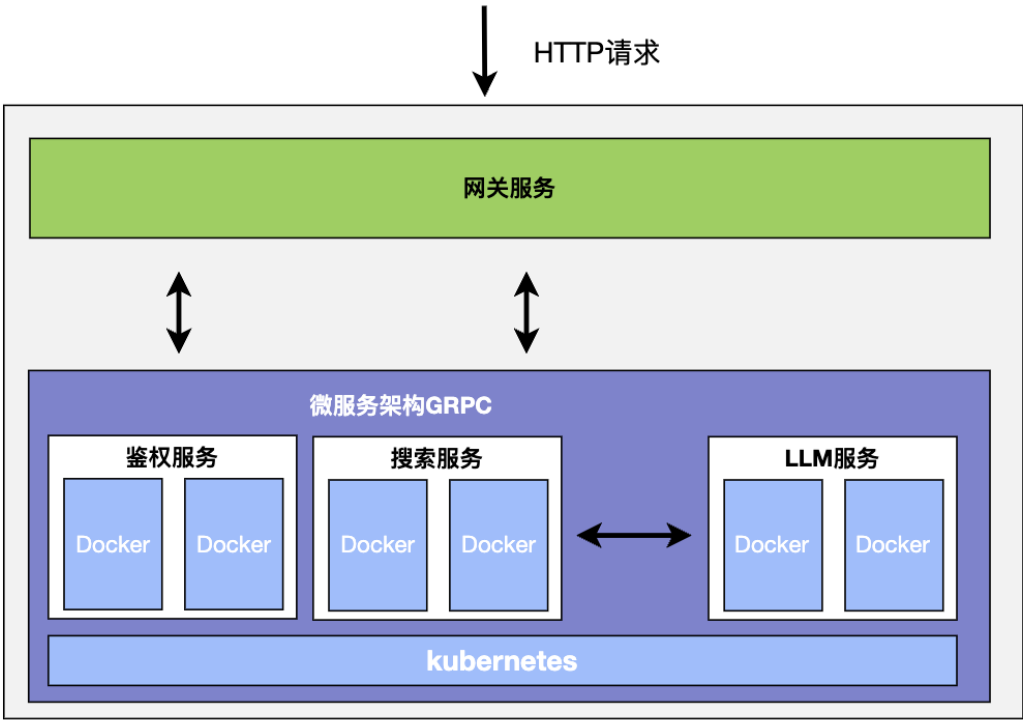 HTTP请求
网关服务
微服务架构GRPC
鉴权服务
搜索服务
LLM服务
Docker
Docker
Docker
Docker
Docker
Docker
kubernetes